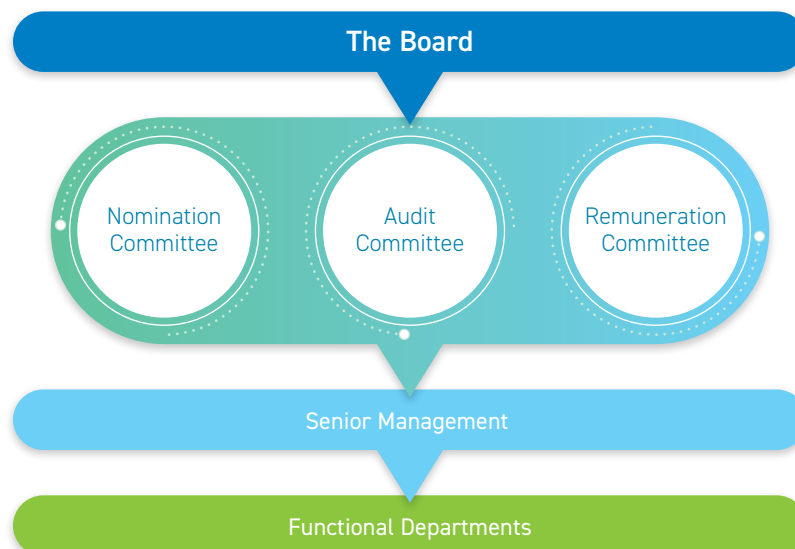 The Board
Nomination
Committee
Audit
Committee
Remuneration
Committee
Senior Management
Functional Departments